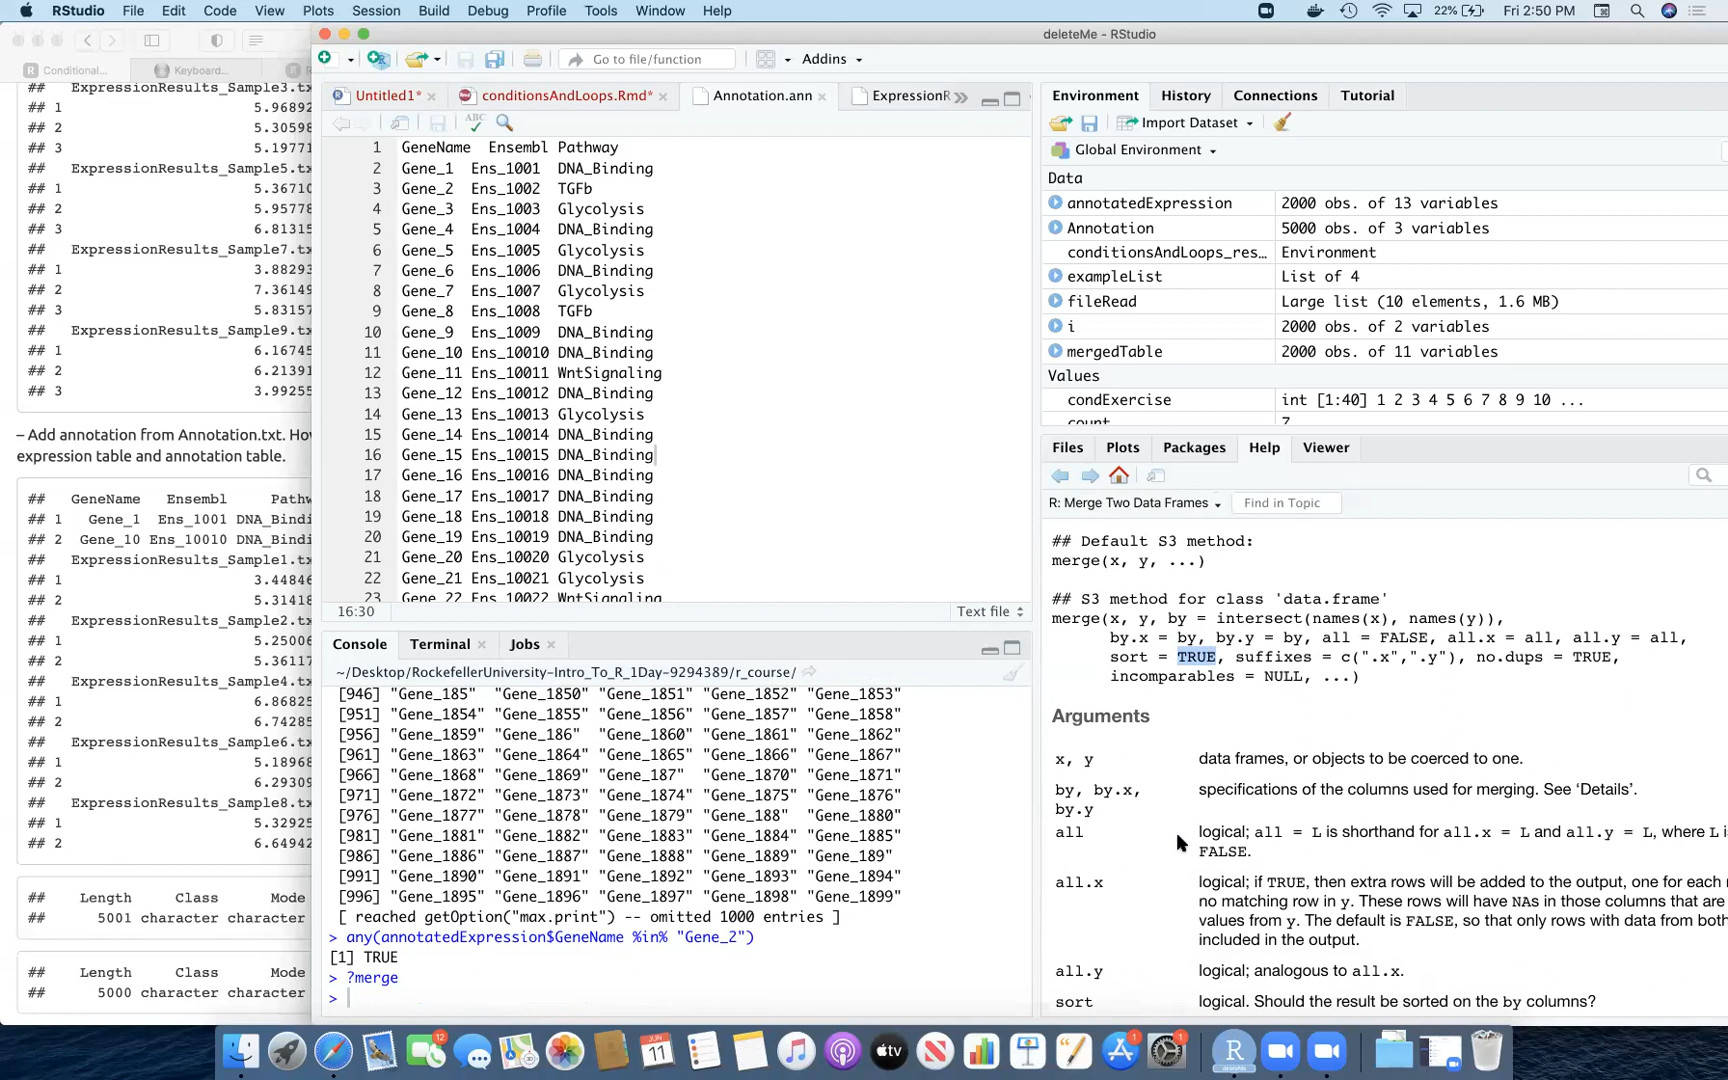 RStudio File Edit Code View Plots Session Build Debug Profile Tools Window Help
22% Fri 2:50 PM
deleteMe - RStudio
Conditional...
Keyboard...
Go to file/function
Addins
Untitled1*
conditionsAndLoops.Rmd*
Annotation.ann
ExpressionR
ABC
1 GeneName Ensembl Pathway
2 Gene_1 Ens_1001 DNA_Binding
3 Gene_2 Ens_1002 TGFb
4 Gene_3 Ens_1003 Glycolysis
5 Gene_4 Ens_1004 DNA_Binding
6 Gene_5 Ens_1005 Glycolysis
7 Gene_6 Ens_1006 DNA_Binding
8 Gene_7 Ens_1007 Glycolysis
9 Gene_8 Ens_1008 TGFb
10 Gene_9 Ens_1009 DNA_Binding
11 Gene_10 Ens_10010 DNA_Binding
12 Gene_11 Ens_10011 WntSignaling
13 Gene_12 Ens_10012 DNA_Binding
14 Gene_13 Ens_10013 Glycolysis
15 Gene_14 Ens_10014 DNA_Binding
16 Gene_15 Ens_10015 DNA_Binding
17 Gene_16 Ens_10016 DNA_Binding
18 Gene_17 Ens_10017 DNA_Binding
19 Gene_18 Ens_10018 DNA_Binding
20 Gene_19 Ens_10019 DNA_Binding
21 Gene_20 Ens_10020 Glycolysis
22 Gene_21 Ens_10021 Glycolysis
23 Gene_22 Ens_10022 WntSignaling
16:30 Text file
Console Terminal Jobs
~/Desktop/RockefellerUniversity-Intro_To_R_1Day-9294389/r_course/
[946] "Gene_185" "Gene_1850" "Gene_1851" "Gene_1852" "Gene_1853"
[951] "Gene_1854" "Gene_1855" "Gene_1856" "Gene_1857" "Gene_1858"
[956] "Gene_1859" "Gene_186" "Gene_1860" "Gene_1861" "Gene_1862"
[961] "Gene_1863" "Gene_1864" "Gene_1865" "Gene_1866" "Gene_1867"
[966] "Gene_1868" "Gene_1869" "Gene_187" "Gene_1870" "Gene_1871"
[971] "Gene_1872" "Gene_1873" "Gene_1874" "Gene_1875" "Gene_1876"
[976] "Gene_1877" "Gene_1878" "Gene_1879" "Gene_188" "Gene_1880"
[981] "Gene_1881" "Gene_1882" "Gene_1883" "Gene_1884" "Gene_1885"
[986] "Gene_1886" "Gene_1887" "Gene_1888" "Gene_1889" "Gene_189"
[991] "Gene_1890" "Gene_1891" "Gene_1892" "Gene_1893" "Gene_1894"
[996] "Gene_1895" "Gene_1896" "Gene_1897" "Gene_1898" "Gene_1899"
[ reached getOption("max.print") -- omitted 1000 entries ]
> any(annotatedExpression$GeneName %in% "Gene_2")
[1] TRUE
> ?merge
>
Environment History Connections Tutorial
Import Dataset
Global Environment
Data
annotatedExpression 2000 obs. of 13 variables
Annotation 5000 obs. of 3 variables
conditionsAndLoops_res… Environment
exampleList List of 4
fileRead Large list (10 elements, 1.6 MB)
i 2000 obs. of 2 variables
mergedTable 2000 obs. of 11 variables
Values
condExercise int [1:40] 1 2 3 4 5 6 7 8 9 10 ...
count 7
Files Plots Packages Help Viewer
R: Merge Two Data Frames Find in Topic
## Default S3 method:
merge(x, y, ...)
## S3 method for class 'data.frame'
merge(x, y, by = intersect(names(x), names(y)),
by.x = by, by.y = by, all = FALSE, all.x = all, all.y = all,
sort = TRUE, suffixes = c(".x",".y"), no.dups = TRUE,
incomparables = NULL, ...)
Arguments
x, y data frames, or objects to be coerced to one.
by, by.x, specifications of the columns used for merging. See ‘Details’.
by.y
all logical; all = L is shorthand for all.x = L and all.y = L, where L is
FALSE.
all.x logical; if TRUE, then extra rows will be added to the output, one for each
no matching row in y. These rows will have NAs in those columns that are
values from y. The default is FALSE, so that only rows with data from both
included in the output.
all.y logical; analogous to all.x.
sort logical. Should the result be sorted on the by columns?
ExpressionResults_Sample3.tx
## 1 5.96892
## 2 5.30598
## 3 5.19771
## ExpressionResults_Sample5.tx
## 1 5.36710
## 2 5.95778
## 3 6.81315
## ExpressionResults_Sample7.tx
## 1 3.88293
## 2 7.36149
## 3 5.83157
## ExpressionResults_Sample9.tx
## 1 6.16745
## 2 6.21391
## 3 3.99255
– Add annotation from Annotation.txt. Ho
expression table and annotation table.
## GeneName Ensembl Pathw
## 1 Gene_1 Ens_1001 DNA_Bindi
## 2 Gene_10 Ens_10010 DNA_Bindi
## ExpressionResults_Sample1.t
## 1 3.44846
## 2 5.31418
## ExpressionResults_Sample2.t
## 1 5.25006
## 2 5.36117
## ExpressionResults_Sample4.t
## 1 6.86825
## 2 6.74285
## ExpressionResults_Sample6.t
## 1 5.18968
## 2 6.29309
## ExpressionResults_Sample8.t
## 1 5.32925
## 2 6.64942
## Length Class Mode
## 5001 character character
## Length Class Mode
## 5000 character character
12
JUN
11
tv
1
1
R